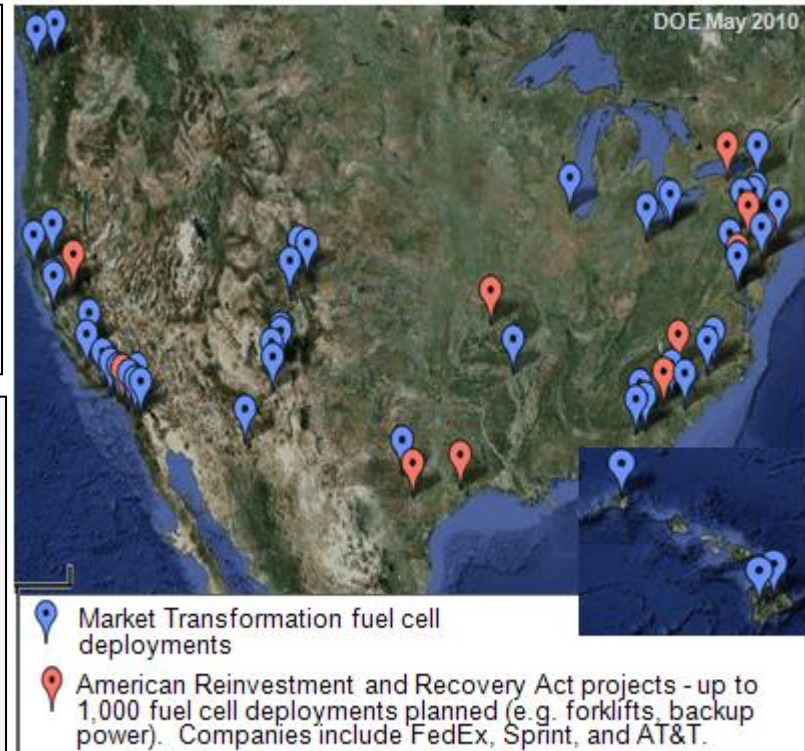 DOE May 2010
Market Transformation fuel cell
deployments
American Reinvestment and Recovery Act projects - up to
1,000 fuel cell deployments planned (e.g. forklifts, backup
power). Companies include FedEx, Sprint, and AT&T.